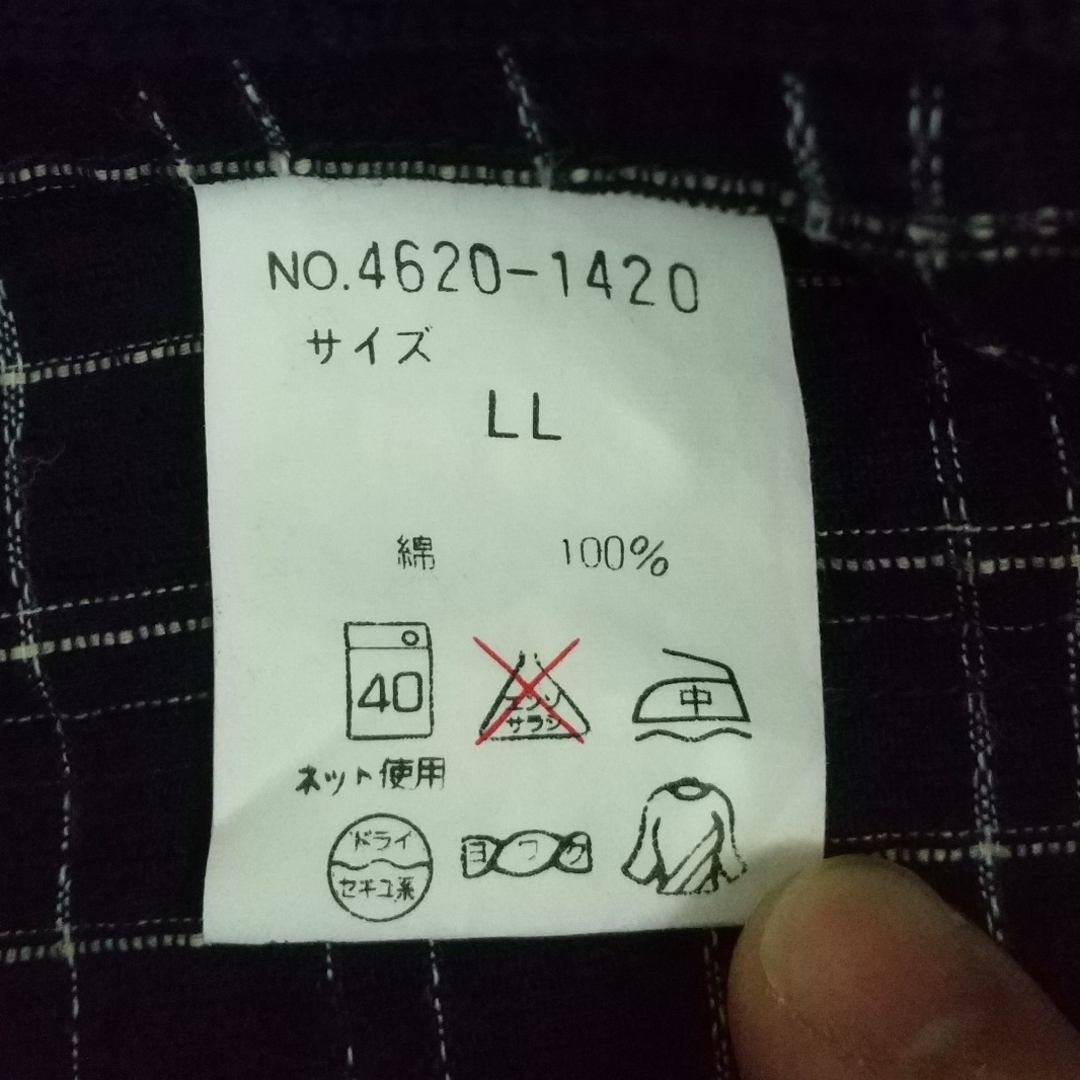 NO.4620-1420
サイズ
LL
綿 100%
40
エンソ
サラシ
中
ネット使用
ドライ
セキユ系
ヨワク